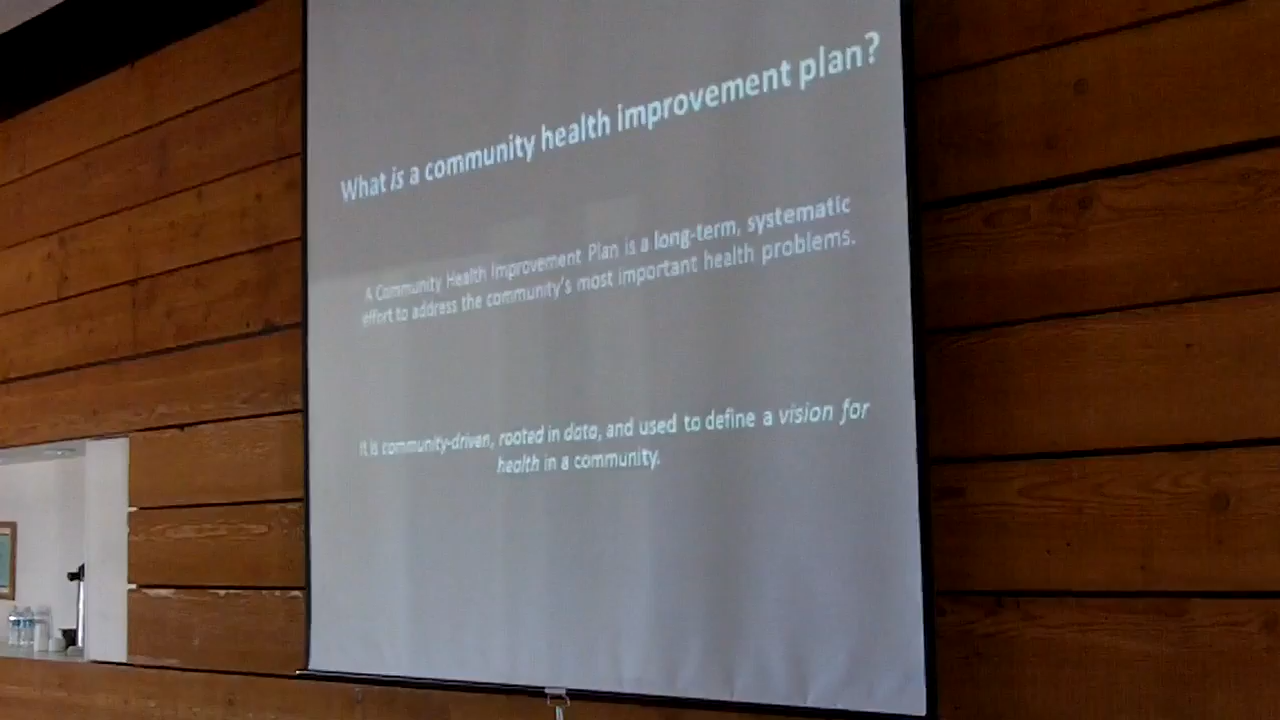 What is a community health improvement plan?
A Community Health Improvement Plan is a long-term, systematic
effort to address the community's most important health problems.
It is community-driven, rooted in data, and used to define a vision for
health in a community.